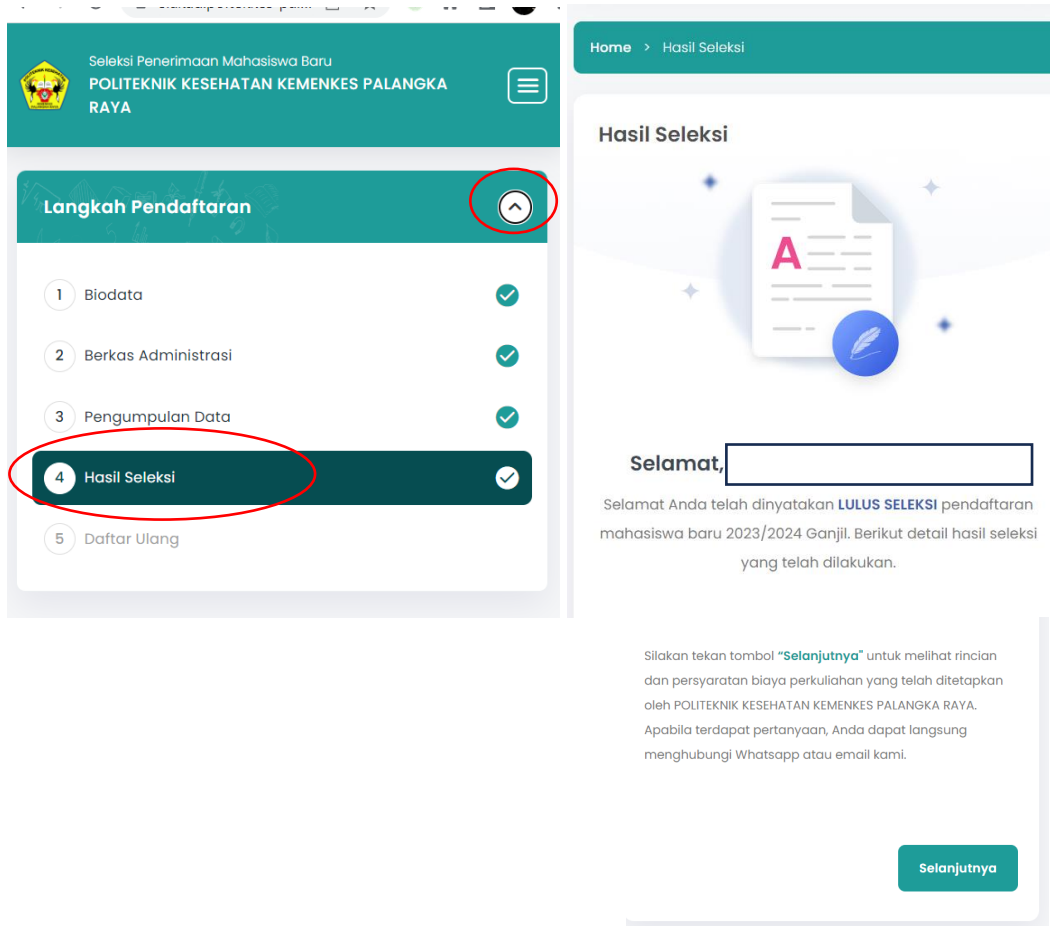 Seleksi Penerimaan Mahasiswa Baru
POLITEKNIK KESEHATAN KEMENKES PALANGKA
RAYA
Langkah Pendaftaran
1 Biodata
2 Berkas Administrasi
3 Pengumpulan Data
4 Hasil Seleksi
5 Daftar Ulang
Home > Hasil Seleksi
Hasil Seleksi
A
Selamat,
Selamat Anda telah dinyatakan LULUS SELEKSI pendaftaran
mahasiswa baru 2023/2024 Ganjil. Berikut detail hasil seleksi
yang telah dilakukan.
Silakan tekan tombol "Selanjutnya" untuk melihat rincian
dan persyaratan biaya perkuliahan yang telah ditetapkan
oleh POLITEKNIK KESEHATAN KEMENKES PALANGKA RAYA.
Apabila terdapat pertanyaan, Anda dapat langsung
menghubungi Whatsapp atau email kami.
Selanjutnya